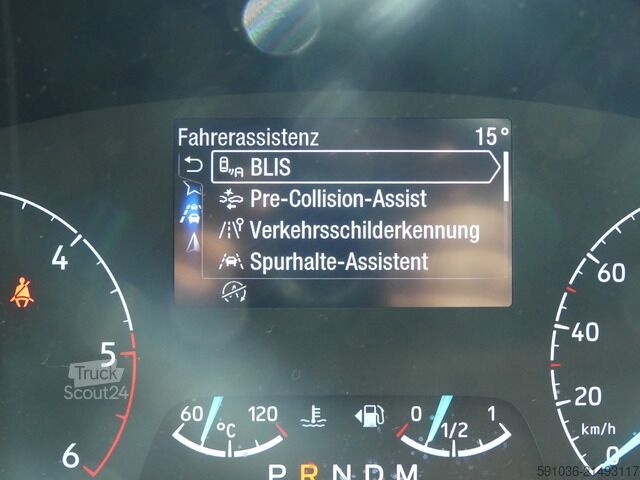 Fahrerassistenz 15°
BLIS
Pre-Collision-Assist
Verkehrsschilderkennung
Spurhalte-Assistent
4
5
6
Truck
Scout24
60
40
20
0
km/h
60 °C 120
0 1/2 1
P R N D M
591036-21493117